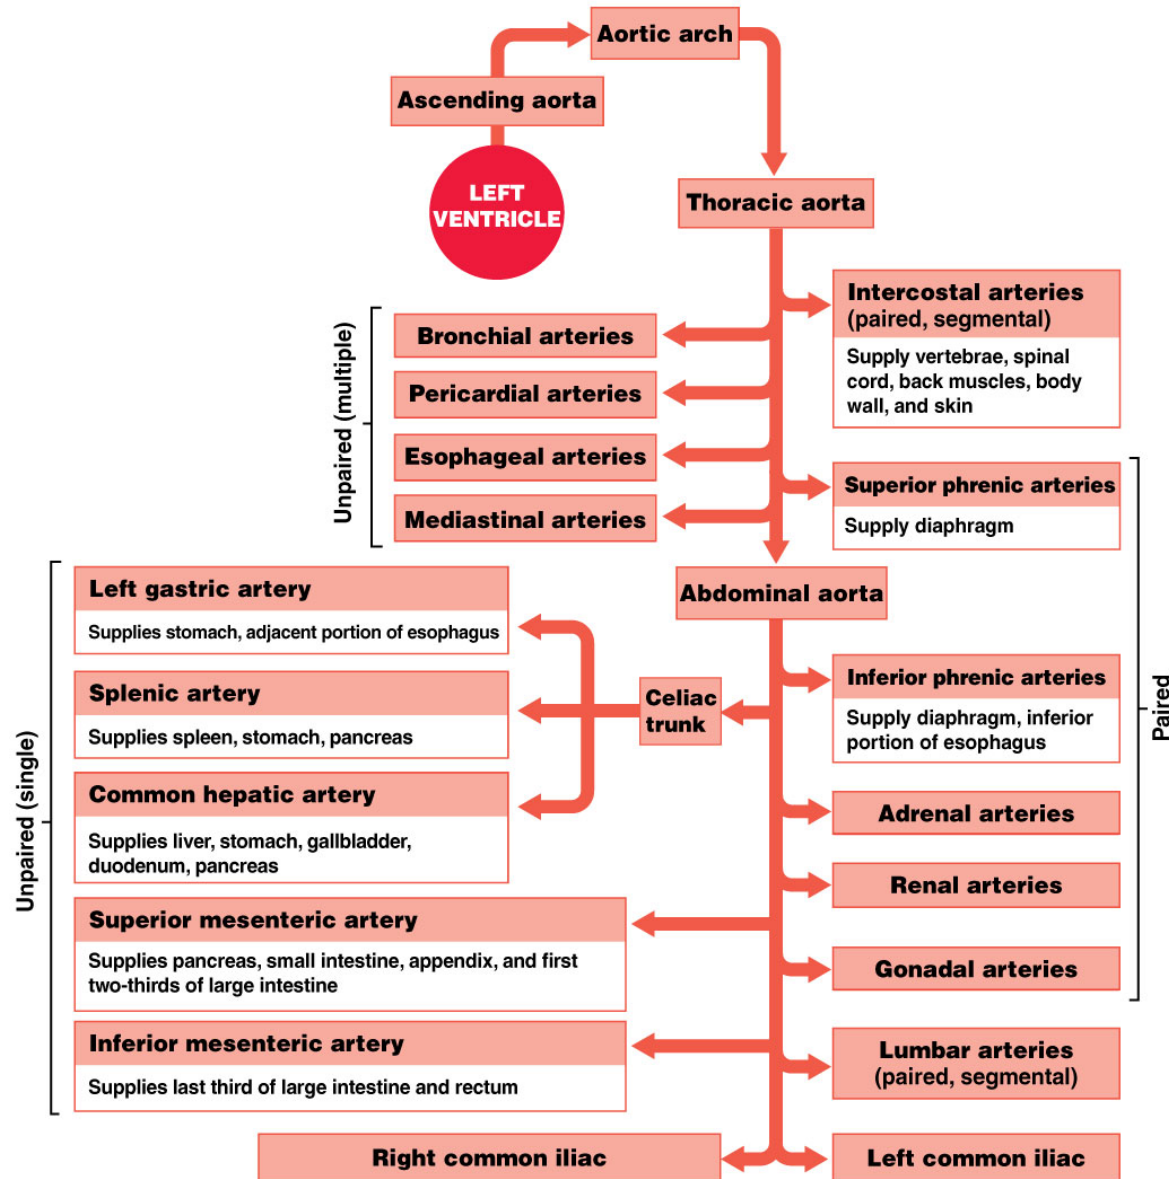 Aortic arch
Ascending aorta
LEFT
VENTRICLE
Thoracic aorta
Intercostal arteries
(paired, segmental)
Supply vertebrae, spinal
cord, back muscles, body
wall, and skin
Unpaired (multiple)
Bronchial arteries
Pericardial arteries
Esophageal arteries
Mediastinal arteries
Superior phrenic arteries
Supply diaphragm
Abdominal aorta
Unpaired (single)
Left gastric artery
Supplies stomach, adjacent portion of esophagus
Splenic artery
Supplies spleen, stomach, pancreas
Common hepatic artery
Supplies liver, stomach, gallbladder,
duodenum, pancreas
Celiac
trunk
Superior mesenteric artery
Supplies pancreas, small intestine, appendix, and first
two-thirds of large intestine
Inferior mesenteric artery
Supplies last third of large intestine and rectum
Inferior phrenic arteries
Supply diaphragm, inferior
portion of esophagus
Paired
Adrenal arteries
Renal arteries
Gonadal arteries
Lumbar arteries
(paired, segmental)
Right common iliac
Left common iliac